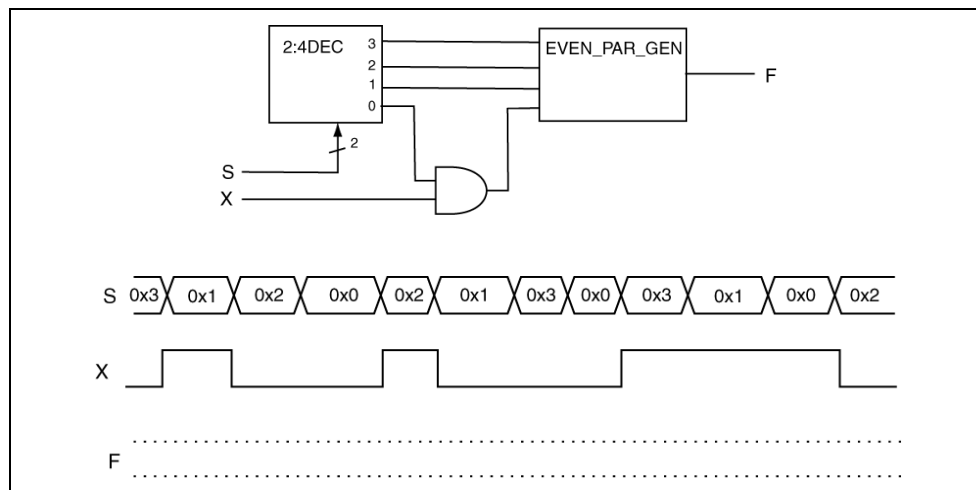 2:4DEC 3 EVEN_PAR_GEN
2
1
0
F
2
S
X
S 0x3 0x1 0x2 0x0 0x2 0x1 0x3 0x0 0x3 0x1 0x0 0x2
X
F